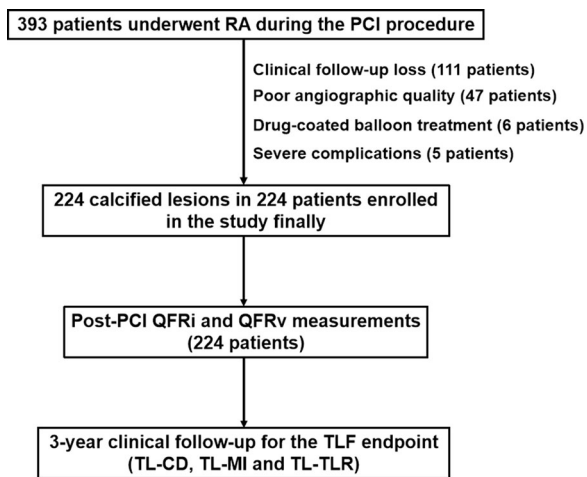 393 patients underwent RA during the PCI procedure
Clinical follow-up loss (111 patients)
Poor angiographic quality (47 patients)
Drug-coated balloon treatment (6 patients)
Severe complications (5 patients)
224 calcified lesions in 224 patients enrolled
in the study finally
Post-PCI QFRi and QFRv measurements
(224 patients)
3-year clinical follow-up for the TLF endpoint
(TL-CD, TL-MI and TL-TLR)